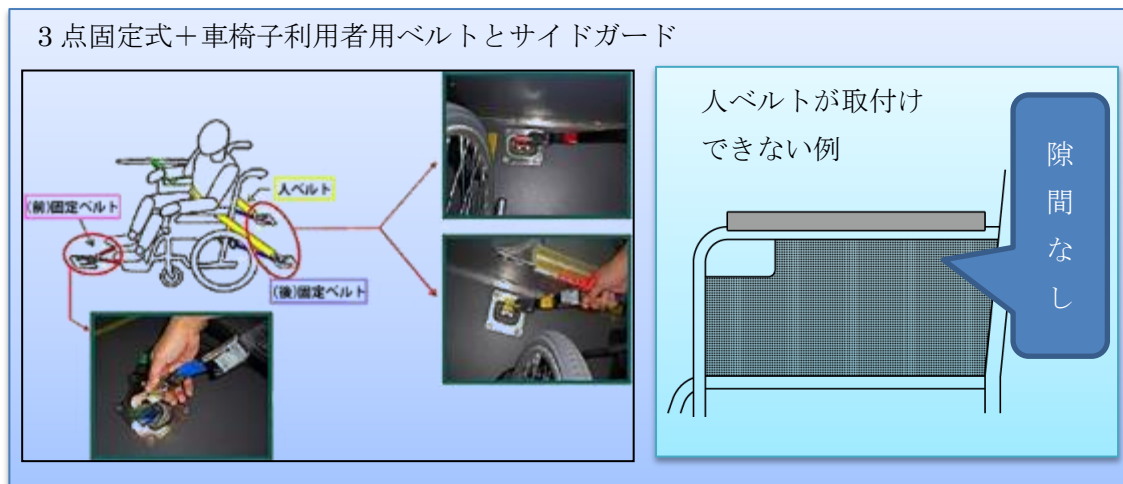 3点固定式＋車椅子利用者用ベルトとサイドガード
人ベルト
(前)固定ベルト
(後)固定ベルト
人ベルトが取付け
できない例
隙間なし